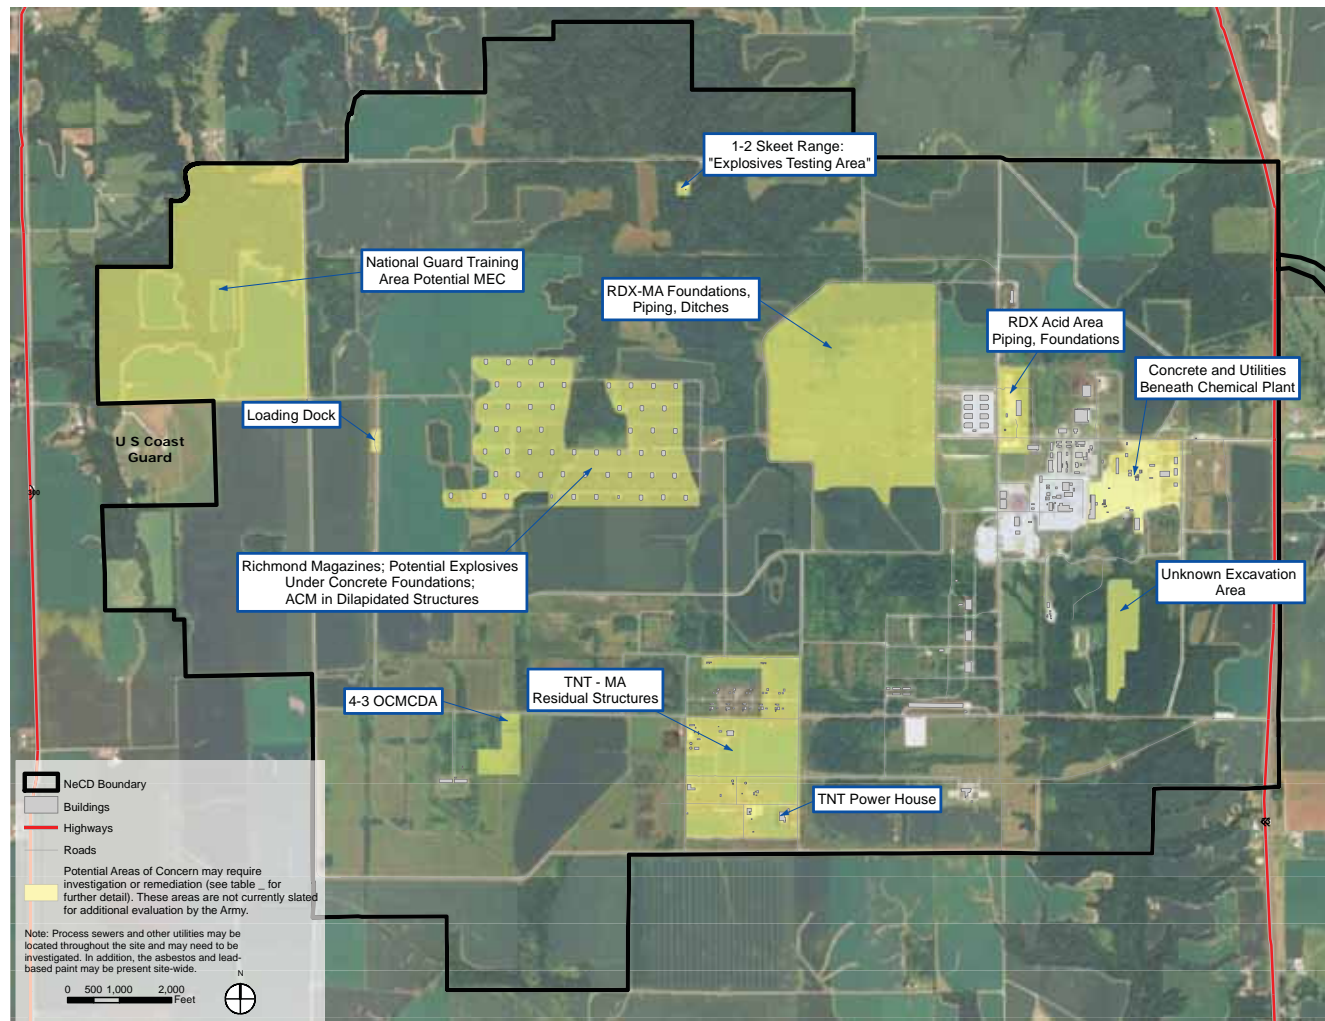 1-2 Skeet Range:
"Explosives Testing Area"
National Guard Training
Area Potential MEC
RDX-MA Foundations,
Piping, Ditches
RDX Acid Area
Piping, Foundations
Concrete and Utilities
Beneath Chemical Plant
Loading Dock
U S Coast
Guard
Richmond Magazines; Potential Explosives
Under Concrete Foundations;
ACM in Dilapidated Structures
Unknown Excavation
Area
TNT - MA
Residual Structures
4-3 OCMCDA
TNT Power House
NeCD Boundary
Buildings
Highways
Roads
Potential Areas of Concern may require
investigation or remediation (see table _ for
further detail). These areas are not currently slated
for additional evaluation by the Army.
Note: Process sewers and other utilities may be
located throughout the site and may need to be
investigated. In addition, the asbestos and lead-
based paint may be present site-wide.
N
0 500 1,000 2,000
Feet